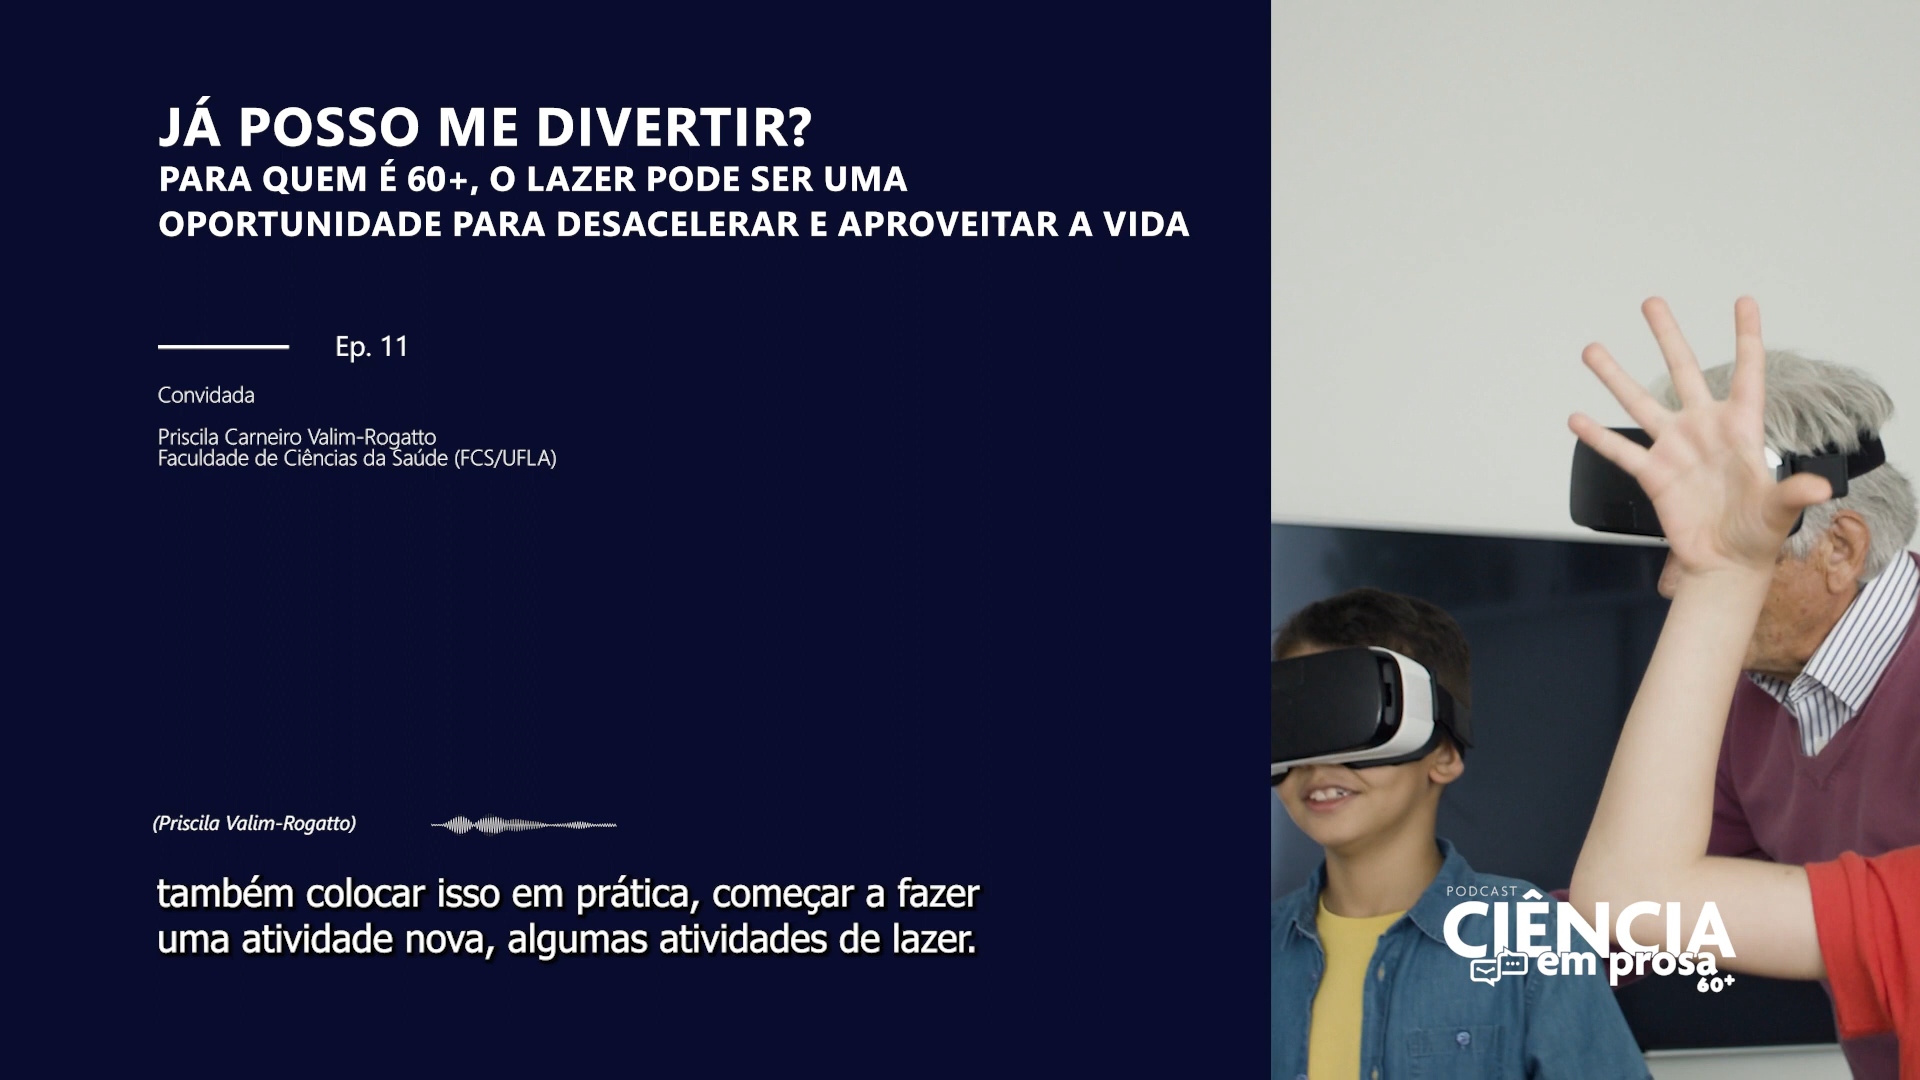 JÁ POSSO ME DIVERTIR?
PARA QUEM É 60+, O LAZER PODE SER UMA
OPORTUNIDADE PARA DESACELERAR E APROVEITAR A VIDA
Ep. 11
Convidada
Priscila Carneiro Valim-Rogatto
Faculdade de Ciências da Saúde (FCS/UFLA)
(Priscila Valim-Rogatto)
também colocar isso em prática, começar a fazer
uma atividade nova, algumas atividades de lazer.
PODCAST
CIÊNCIA
em prosa
60+